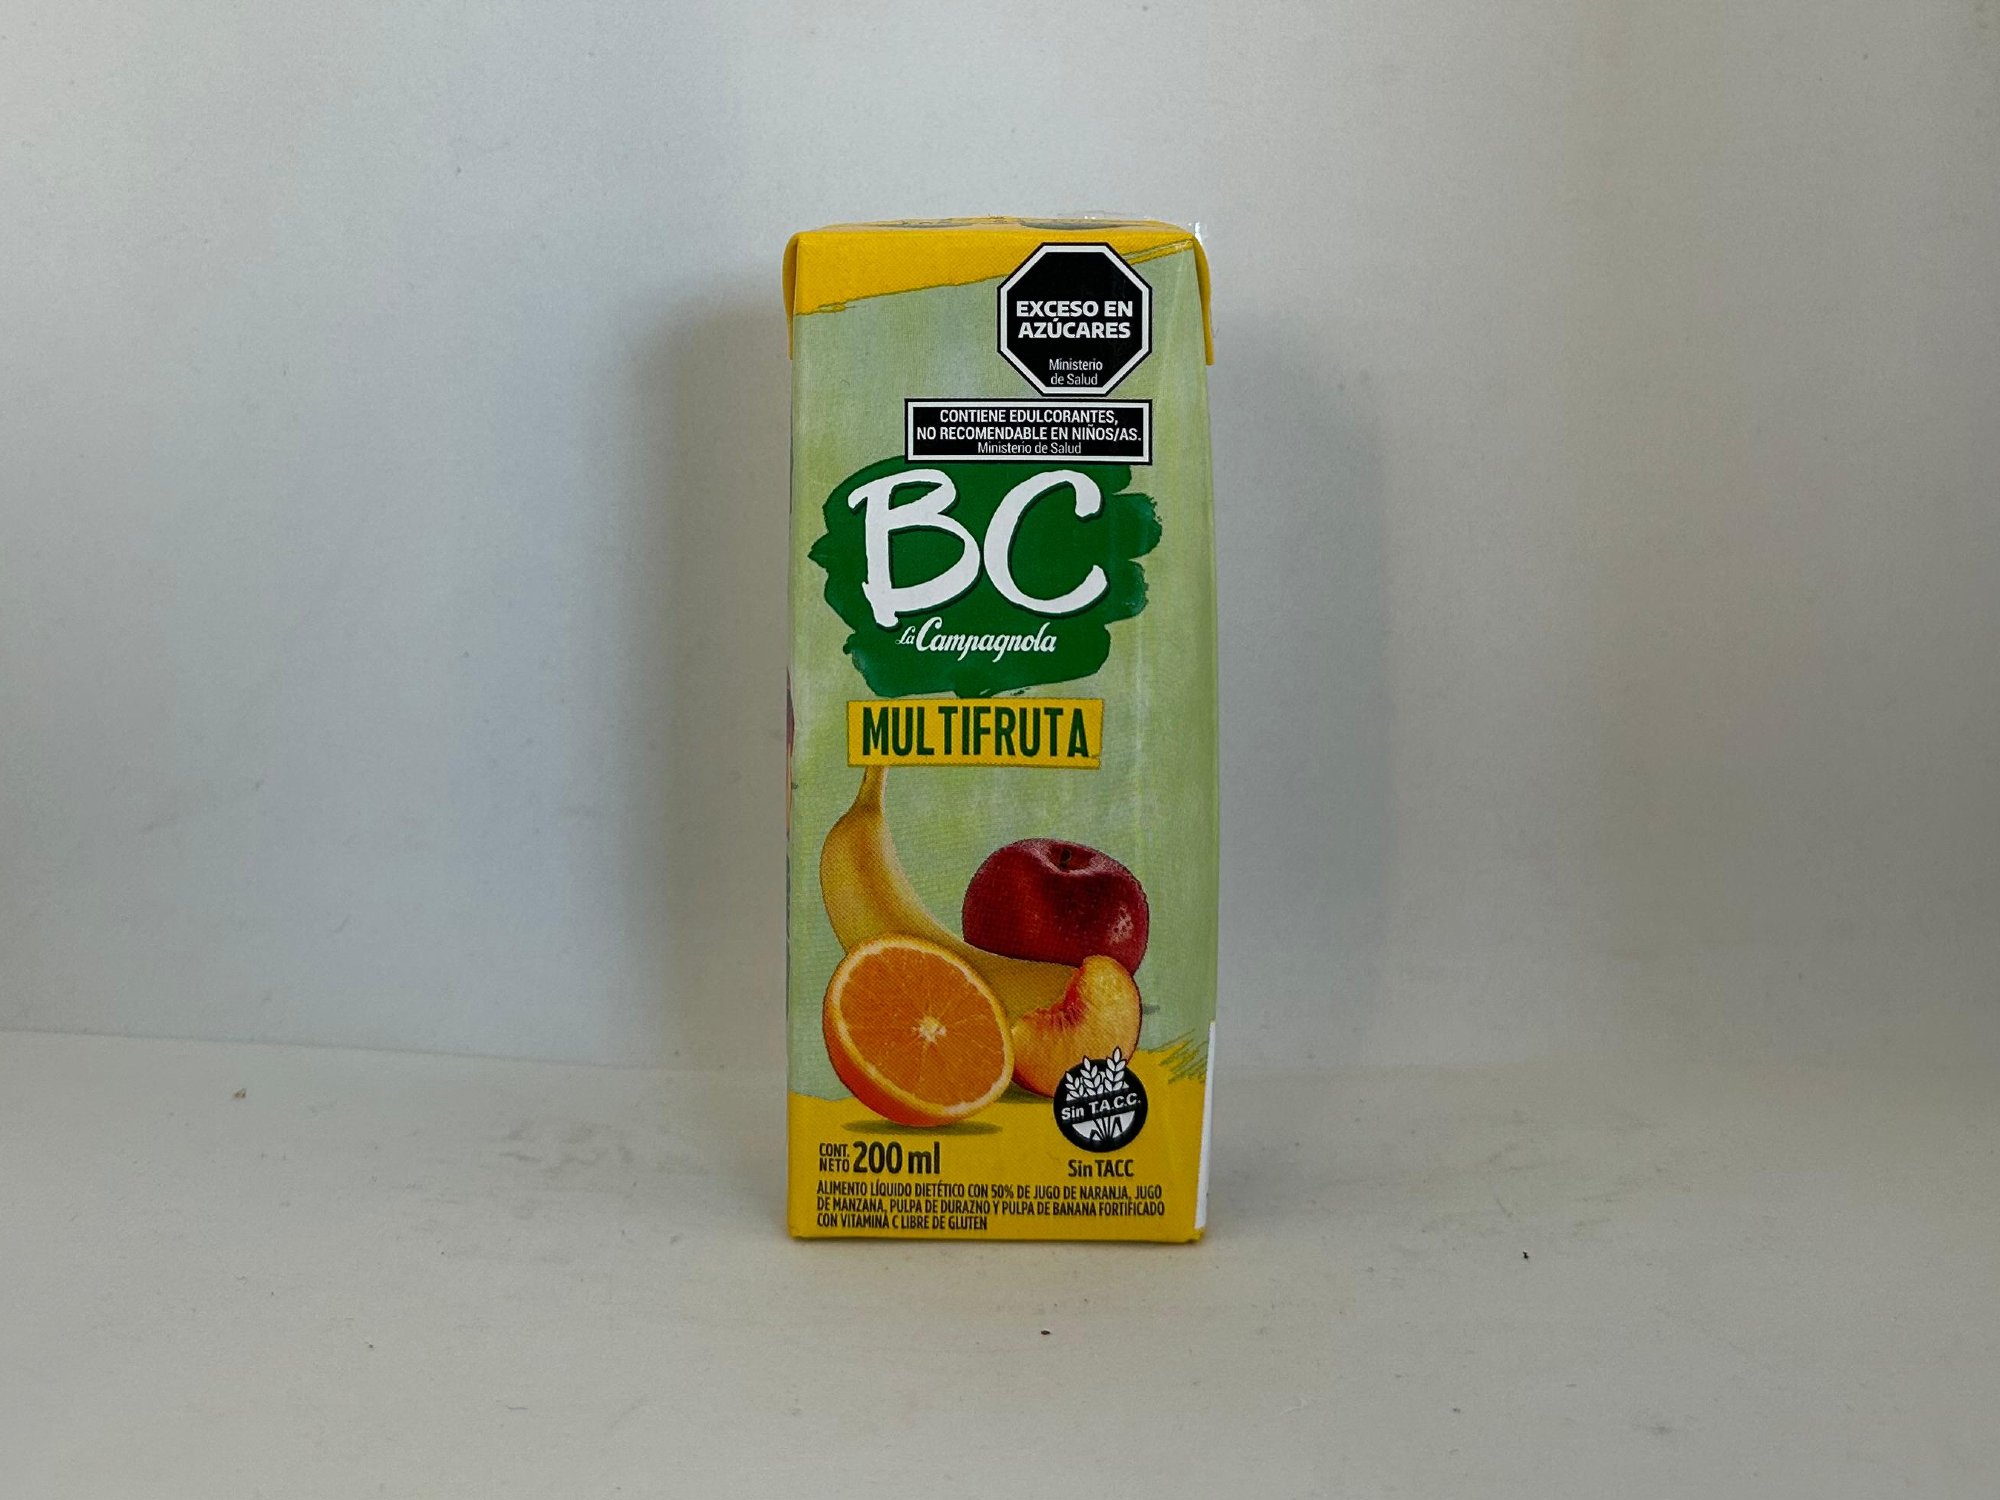 EXCESO EN
AZÚCARES
Ministerio
de Salud
CONTIENE EDULCORANTES,
NO RECOMENDABLE EN NIÑOS/AS.
Ministerio de Salud
BC
La Campagnola
MULTIFRUTA
Sin T.A.C.C.
Sin TACC
CONT.
NETO 200 ml
ALIMENTO LÍQUIDO DIETÉTICO CON 50% DE JUGO DE NARANJA, JUGO
DE MANZANA, PULPA DE DURAZNO Y PULPA DE BANANA FORTIFICADO
CON VITAMINA C LIBRE DE GLUTEN